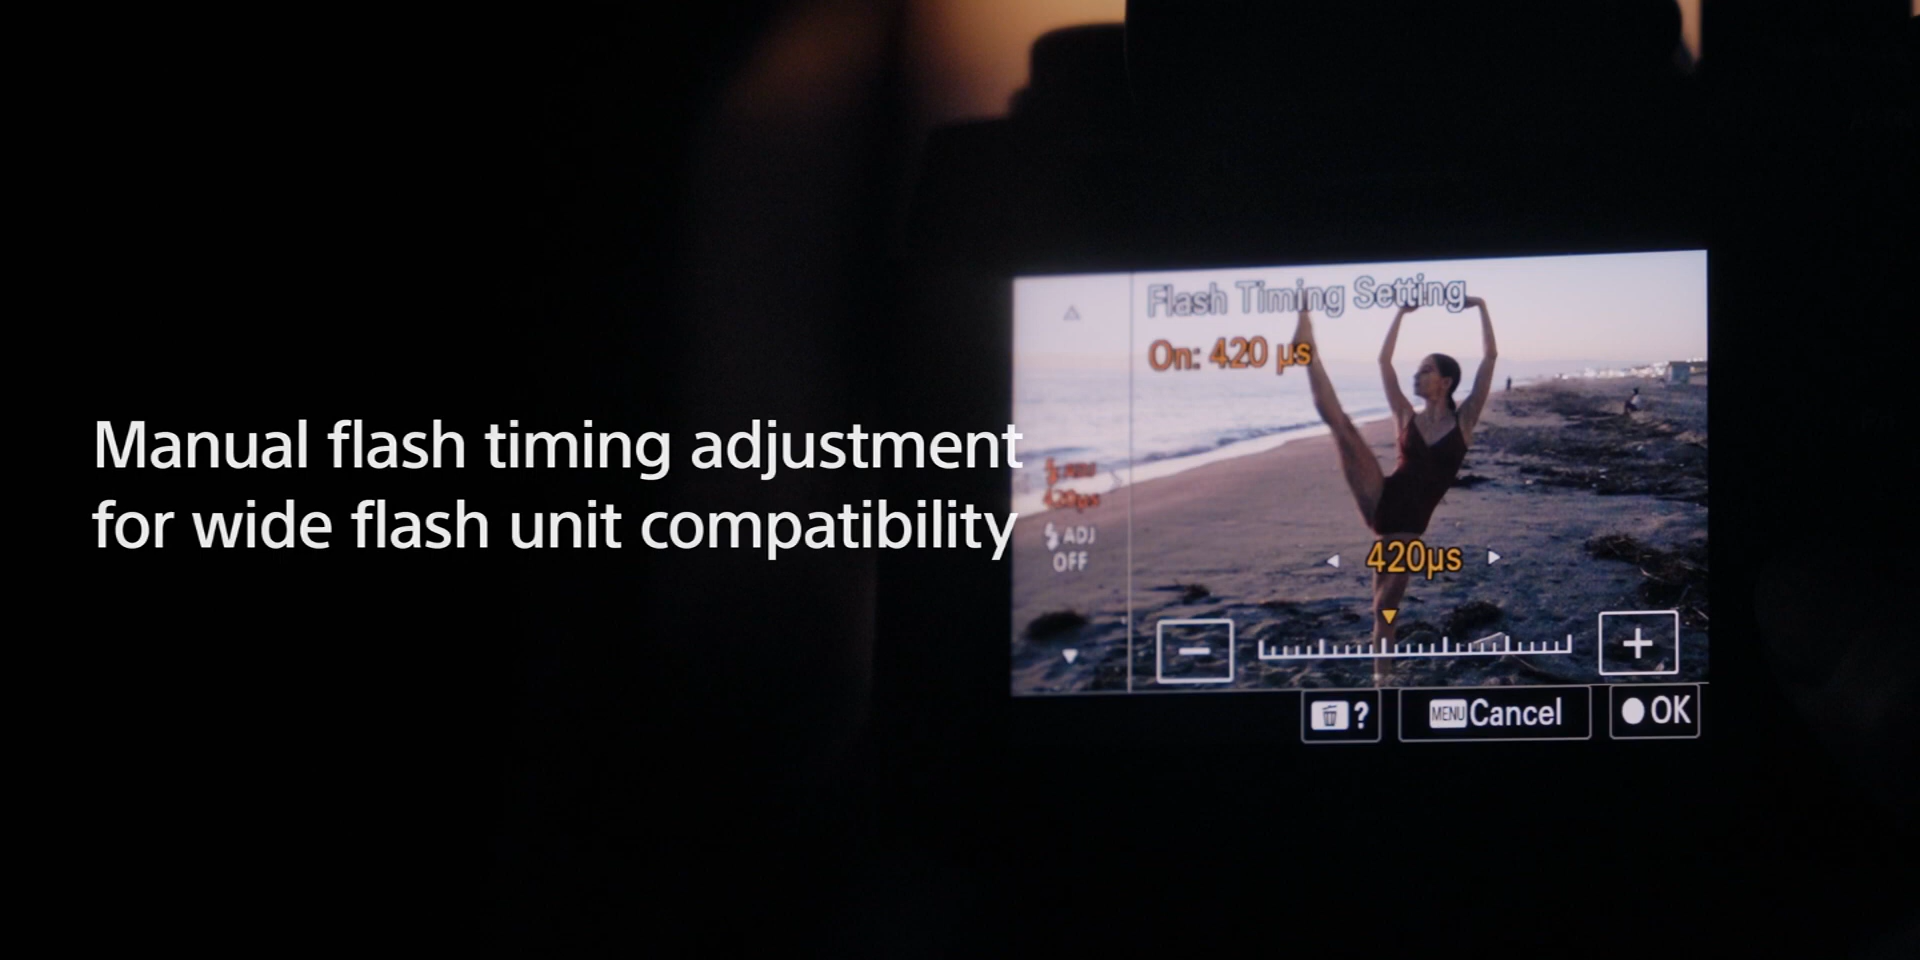 Manual flash timing adjustment
for wide flash unit compatibility
Flash Timing Setting
On: 420 µs
420µs
ADJ
OFF
420µs
?
MENU Cancel
OK